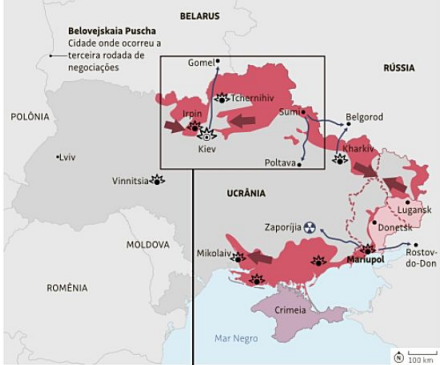 BELARUS
Belovejskaia Puscha
Cidade onde ocorreu a
terceira rodada de
negociações
Gomel
RÚSSIA
Tchernihiv
POLÔNIA
Irpin
Sumi
Belgorod
Kiev
Kharkiv
Lviv
Poltava
Vinnitsia
UCRÂNIA
Lugansk
Zaporíjia
Donetsk
MOLDOVA
Mikolaiv
Mariupol
Rostov-
do-Don
ROMÊNIA
Crimeia
Mar Negro
N
100 km